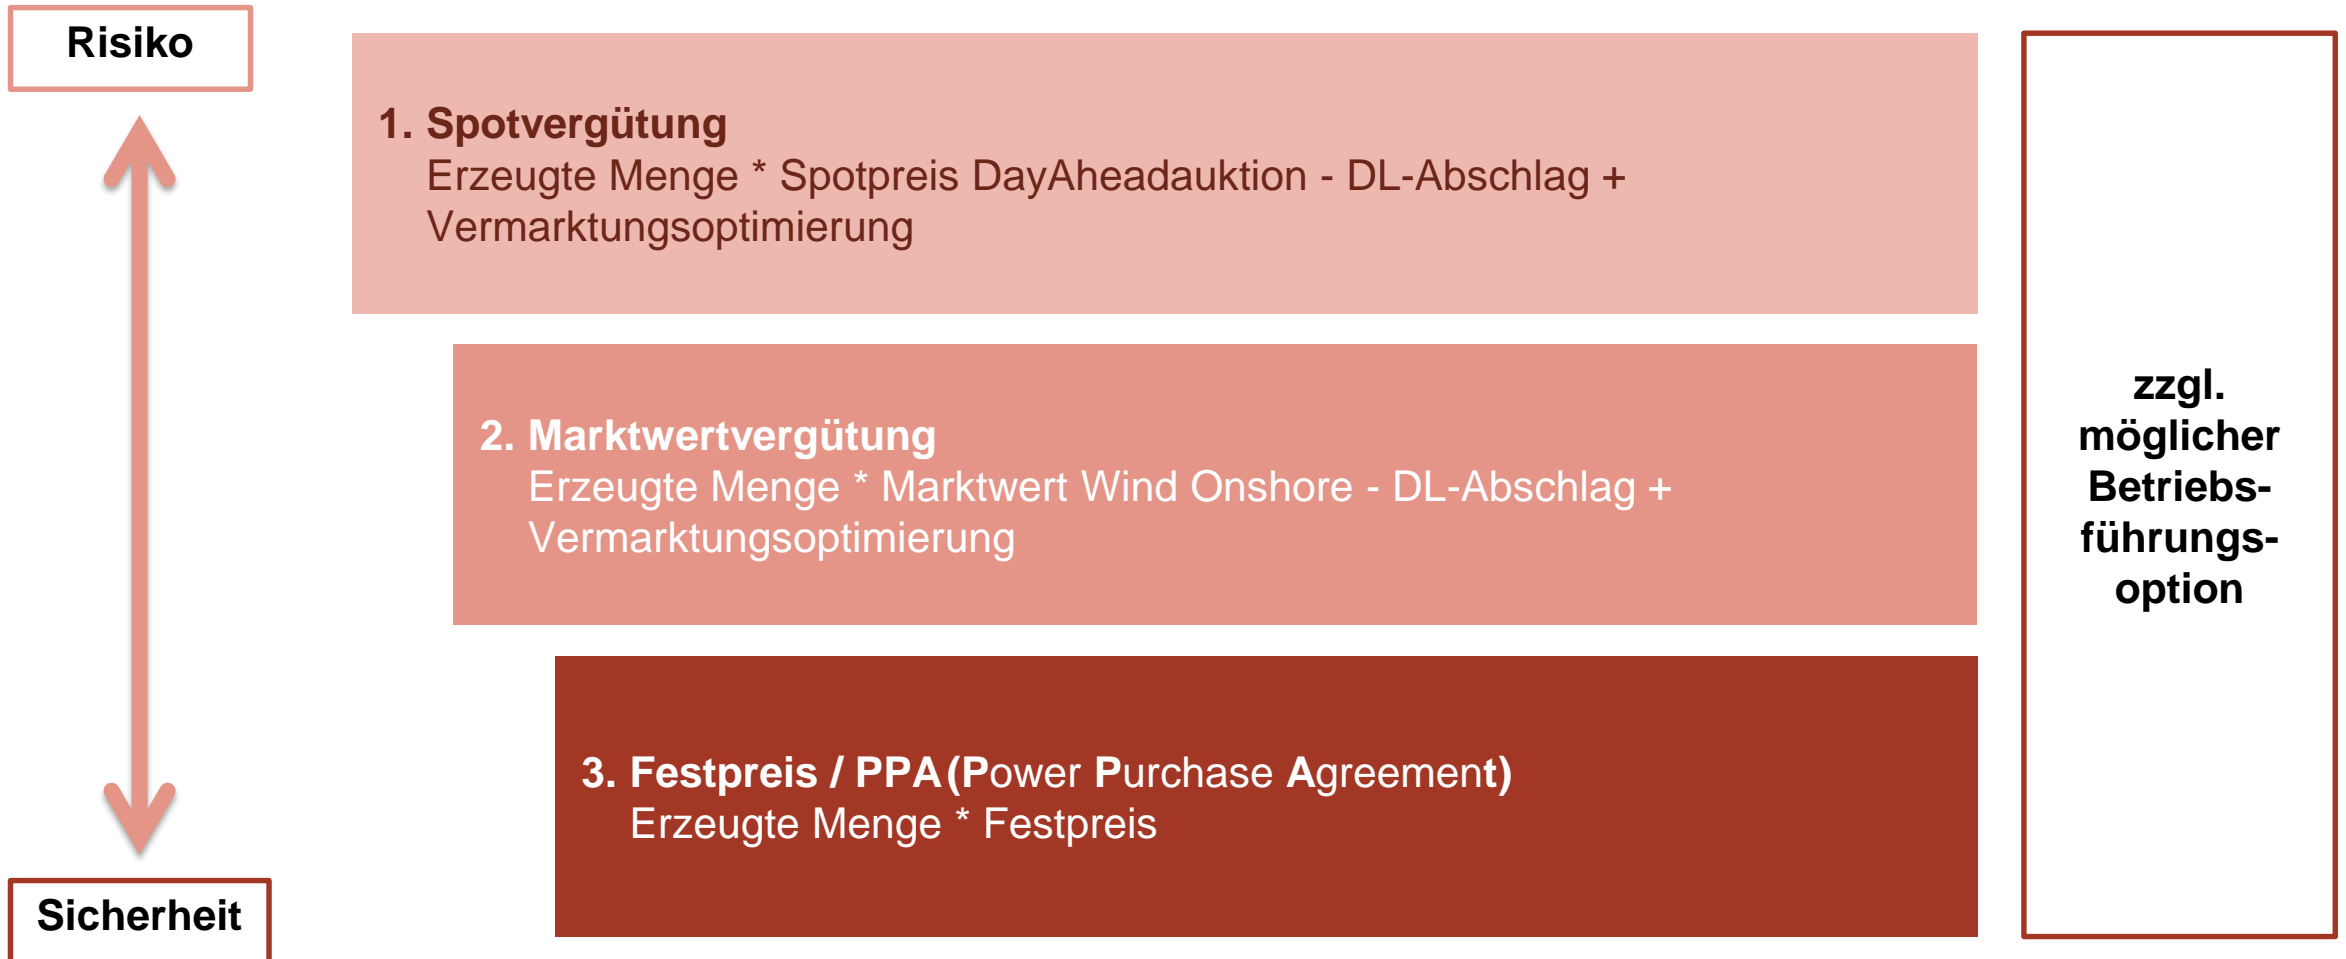 Risiko
1. Spotvergütung
Erzeugte Menge * Spotpreis DayAheadauktion - DL-Abschlag +
Vermarktungsoptimierung
2. Marktwertvergütung
Erzeugte Menge * Marktwert Wind Onshore - DL-Abschlag +
Vermarktungsoptimierung
3. Festpreis / PPA (Power Purchase Agreement)
Erzeugte Menge * Festpreis
Sicherheit
zzgl.
möglicher
Betriebs-
führungs-
option